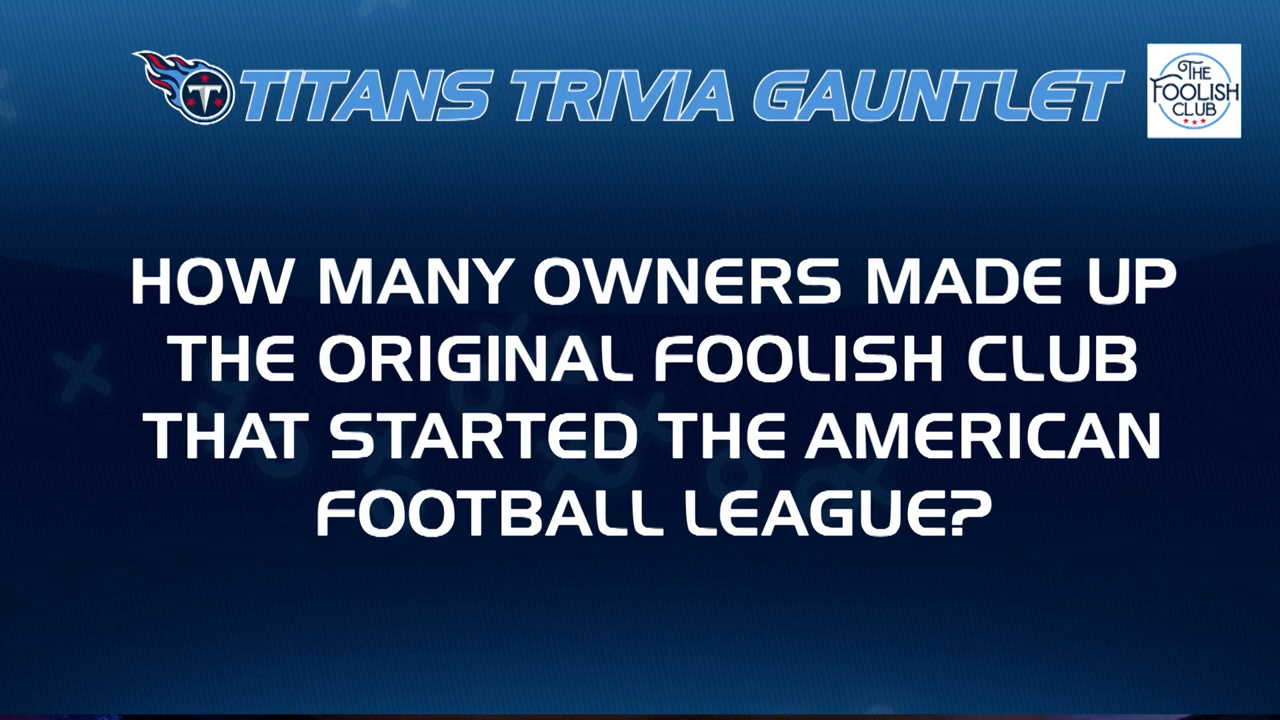 TITANS TRIVIA GAUNTLET
THE
FOOLISH
CLUB
HOW MANY OWNERS MADE UP
THE ORIGINAL FOOLISH CLUB
THAT STARTED THE AMERICAN
FOOTBALL LEAGUE?